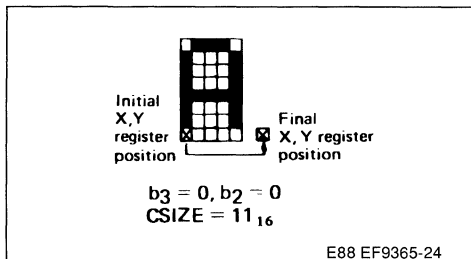 Initial
X,Y
register
position
Final
X, Y register
position
b3 = 0, b2 = 0
CSIZE = 11₁₆
E88 EF9365-24